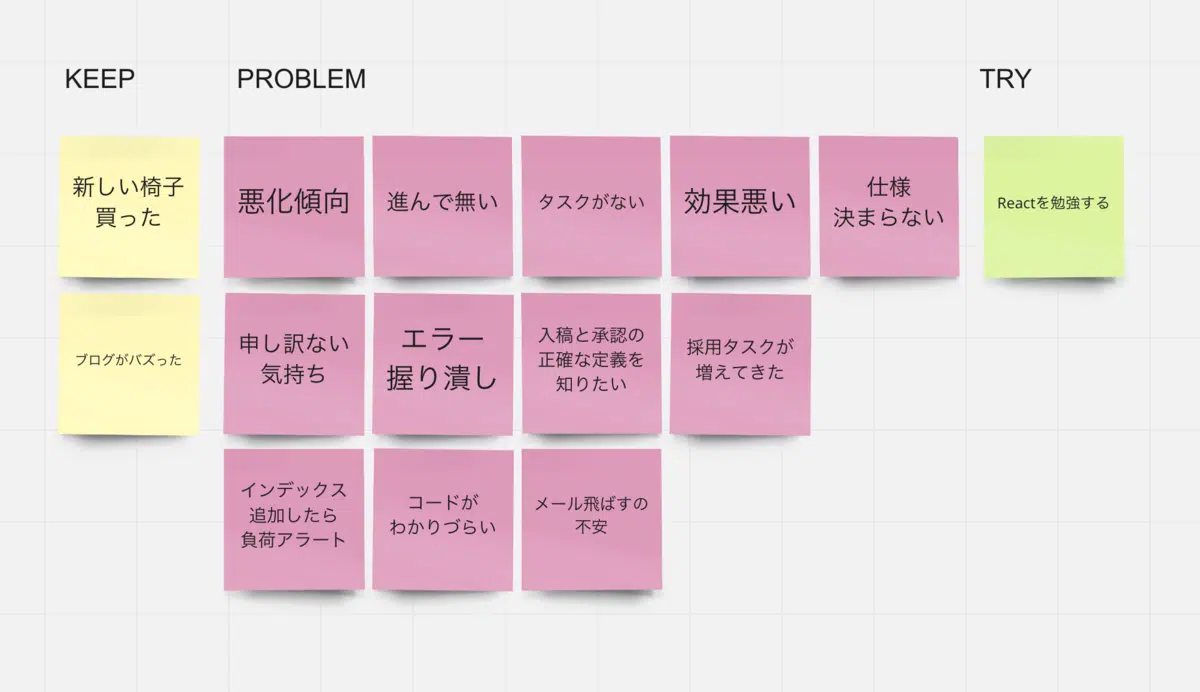 KEEP
PROBLEM
TRY
新しい椅子
買った
悪化傾向
進んで無い
タスクがない
効果悪い
仕様
決まらない
Reactを勉強する
ブログがバズった
申し訳ない
気持ち
エラー
握り潰し
入稿と承認の
正確な定義を
知りたい
採用タスクが
増えてきた
インデックス
追加したら
負荷アラート
コードが
わかりづらい
メール飛ばすの
不安